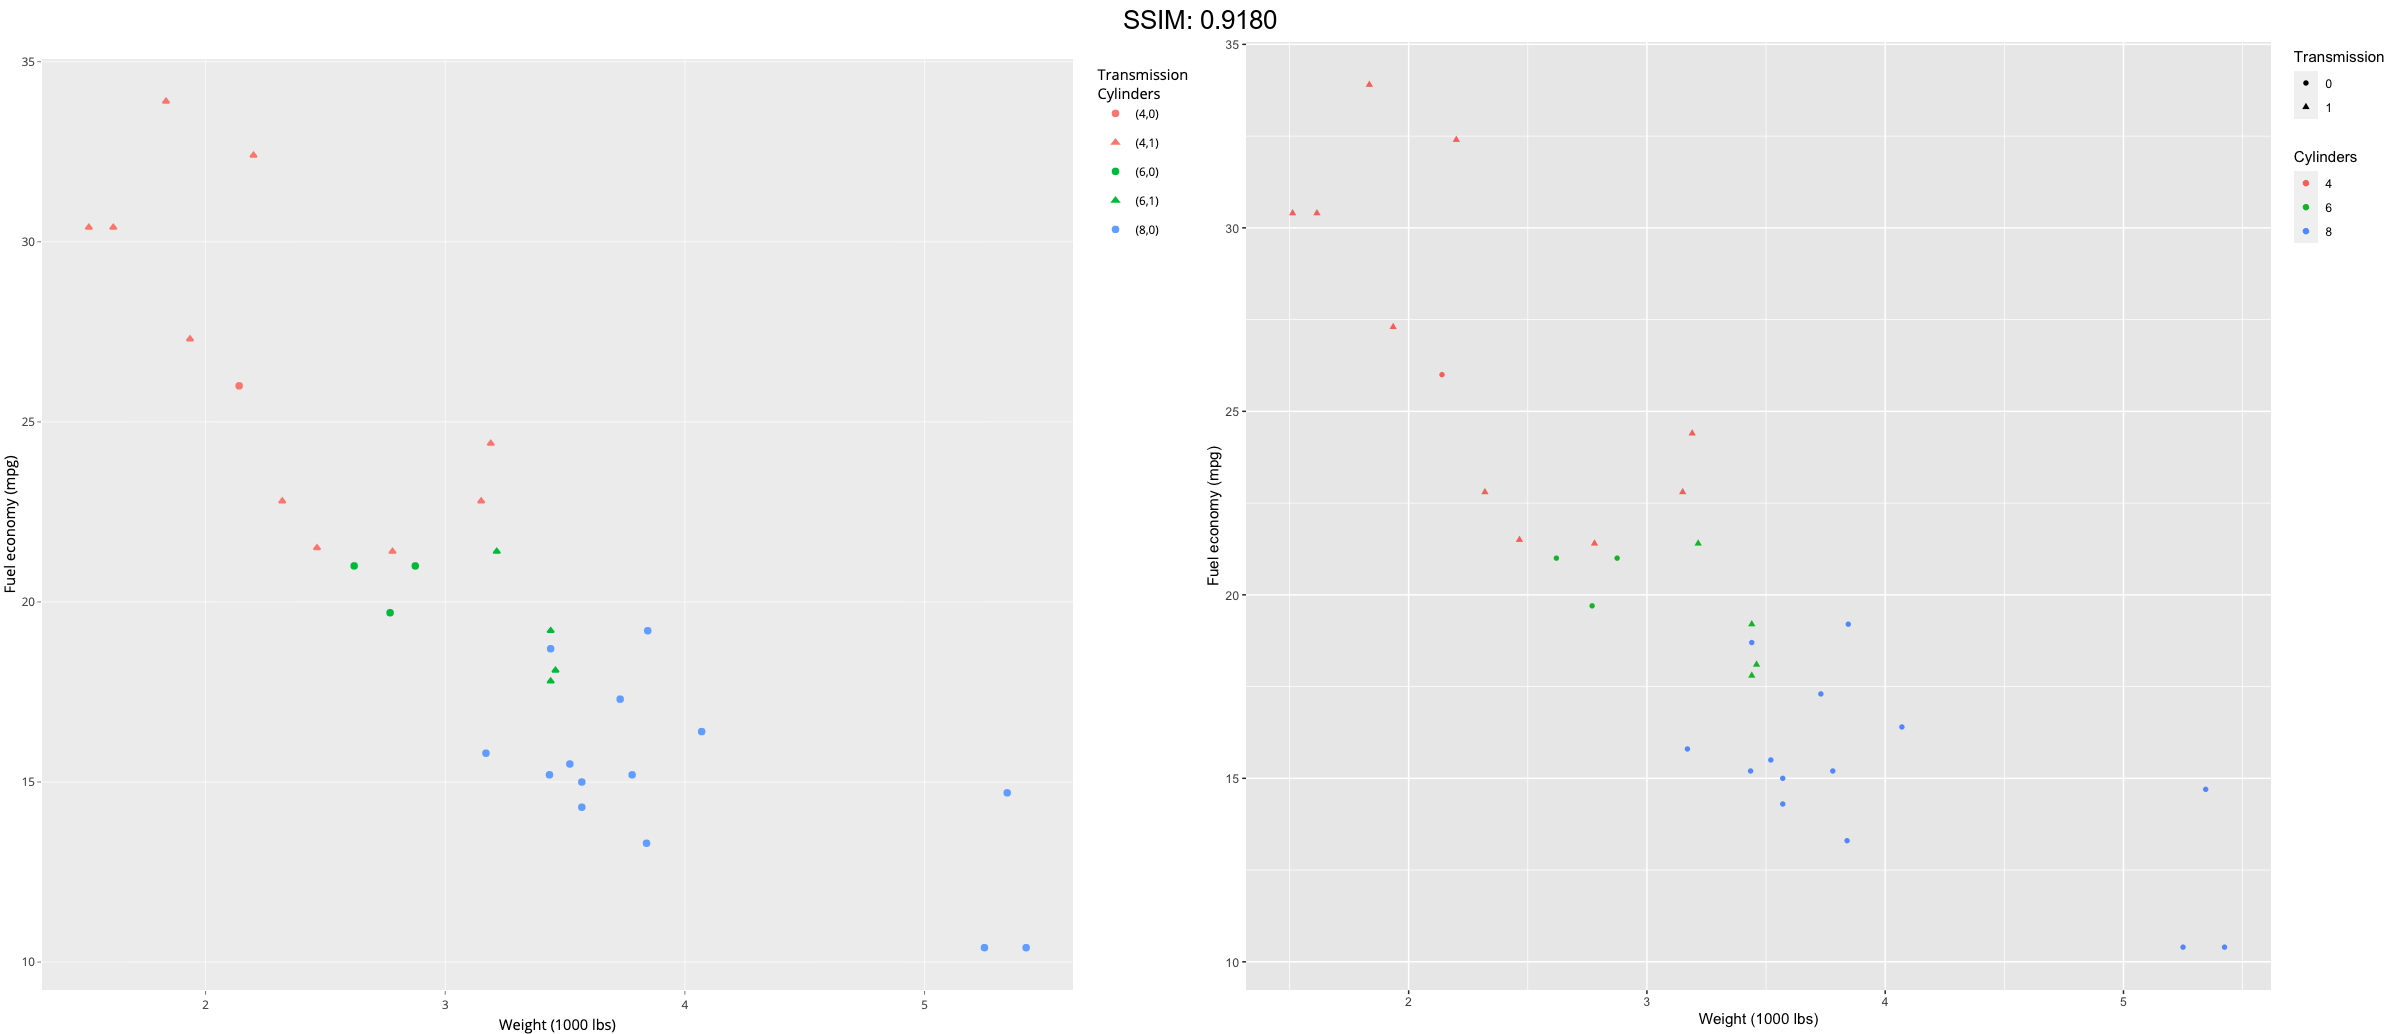 SSIM: 0.9180
35
30
25
20
15
10
Fuel economy (mpg)
2 3 4 5
Weight (1000 lbs)
Transmission
Cylinders
(4,0)
(4,1)
(6,0)
(6,1)
(8,0)
35
30
25
20
15
10
Fuel economy (mpg)
2 3 4 5
Weight (1000 lbs)
Transmission
0
1
Cylinders
4
6
8